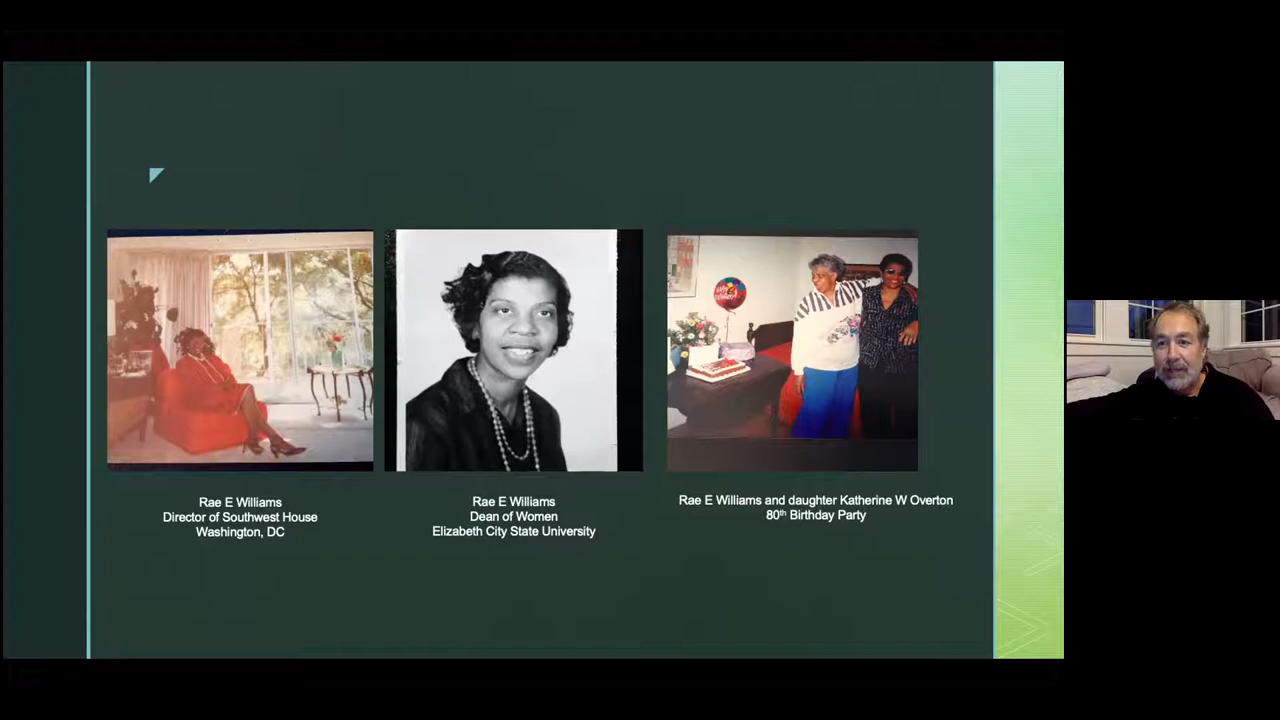 Rae E Williams
Director of Southwest House
Washington, DC
Rae E Williams
Dean of Women
Elizabeth City State University
Rae E Williams and daughter Katherine W Overton
80th Birthday Party